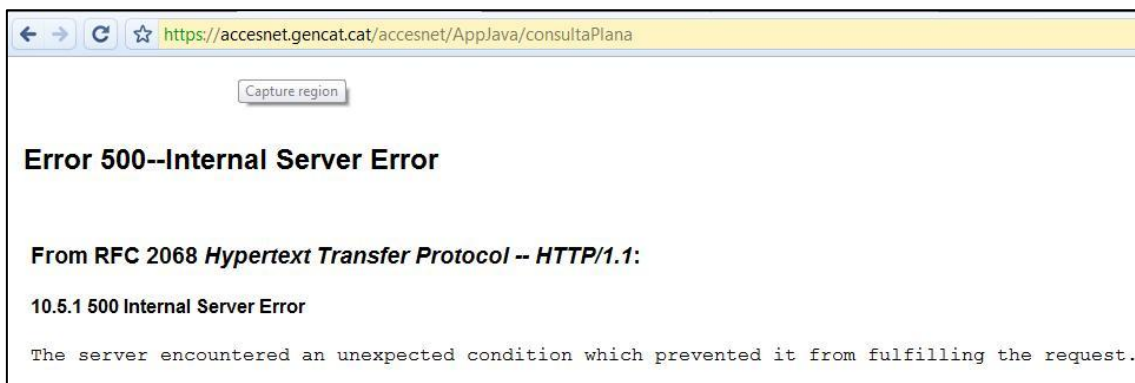 https://accesnet.gencat.cat/accesnet/AppJava/consultaPlana
Capture region
Error 500--Internal Server Error
From RFC 2068 Hypertext Transfer Protocol -- HTTP/1.1:
10.5.1 500 Internal Server Error
The server encountered an unexpected condition which prevented it from fulfilling the request.